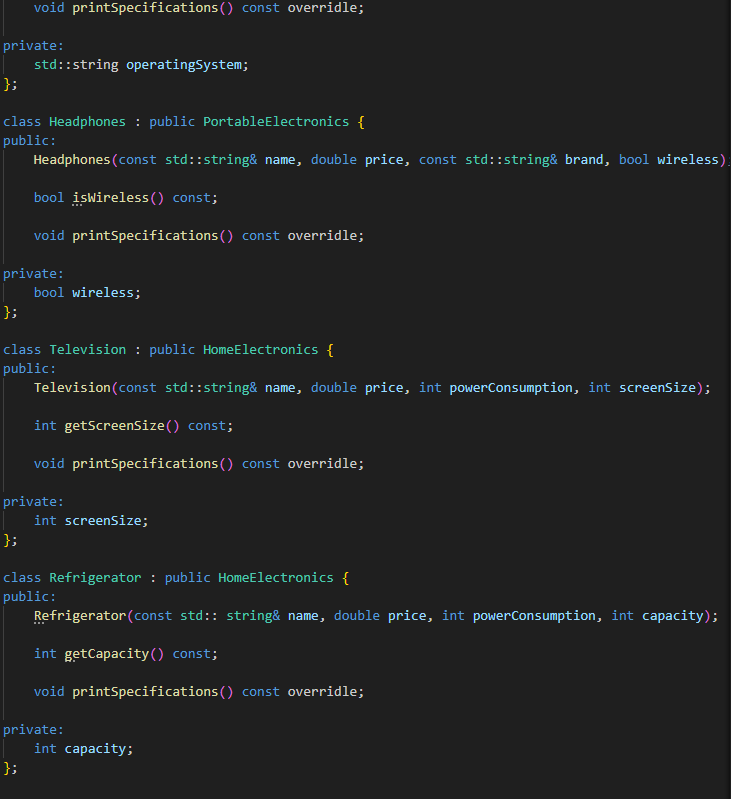 void printSpecifications() const overridle;
private:
std::string operatingSystem;
};
class Headphones : public PortableElectronics {
public:
Headphones(const std::string& name, double price, const std::string& brand, bool wireless);
bool isWireless() const;
void printSpecifications() const overridle;
private:
bool wireless;
};
class Television : public HomeElectronics {
public:
Television(const std::string& name, double price, int powerConsumption, int screenSize);
int getScreenSize() const;
void printSpecifications() const overridle;
private:
int screenSize;
};
class Refrigerator : public HomeElectronics {
public:
Refrigerator(const std:: string& name, double price, int powerConsumption, int capacity);
int getCapacity() const;
void printSpecifications() const overridle;
private:
int capacity;
};